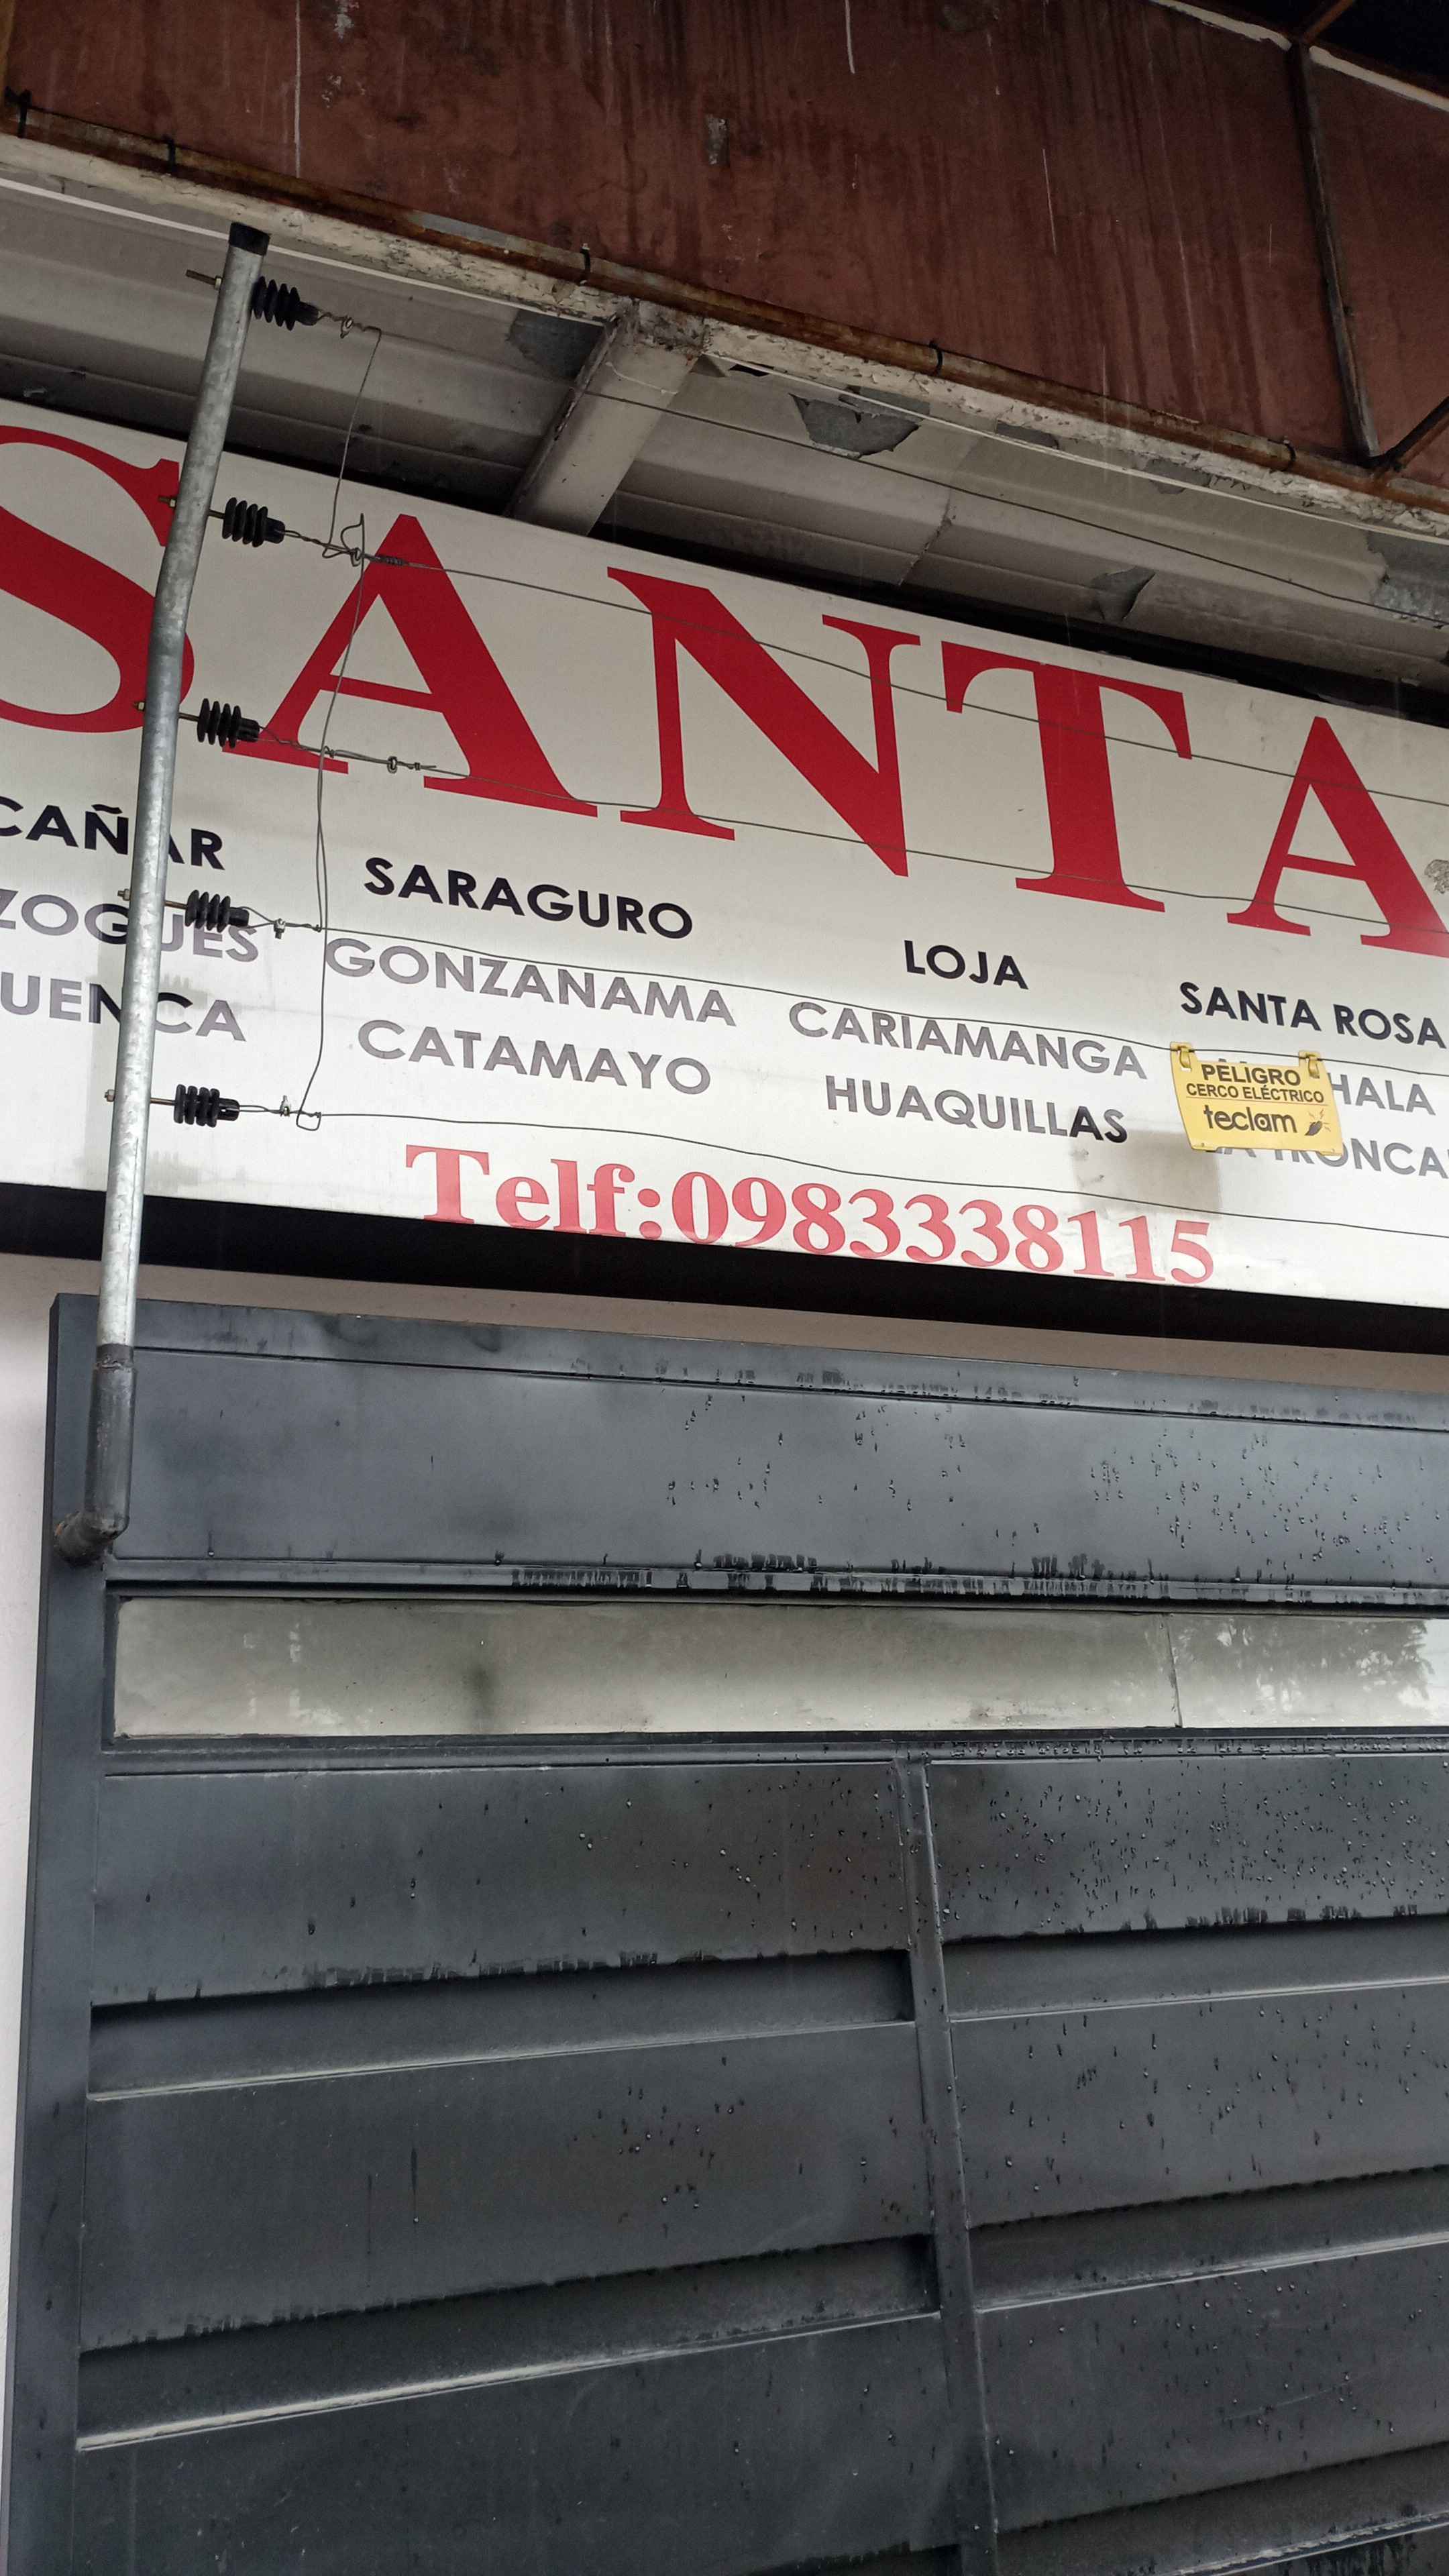 SANTA
CAÑAR
ZOGUES
UENCA
SARAGURO
GONZANAMA
CATAMAYO
LOJA
CARIAMANGA
HUAQUILLAS
SANTA ROSA
HALA
TRONCAL
PELIGRO
CERCO ELÉCTRICO
teclam
Telf:0983338115